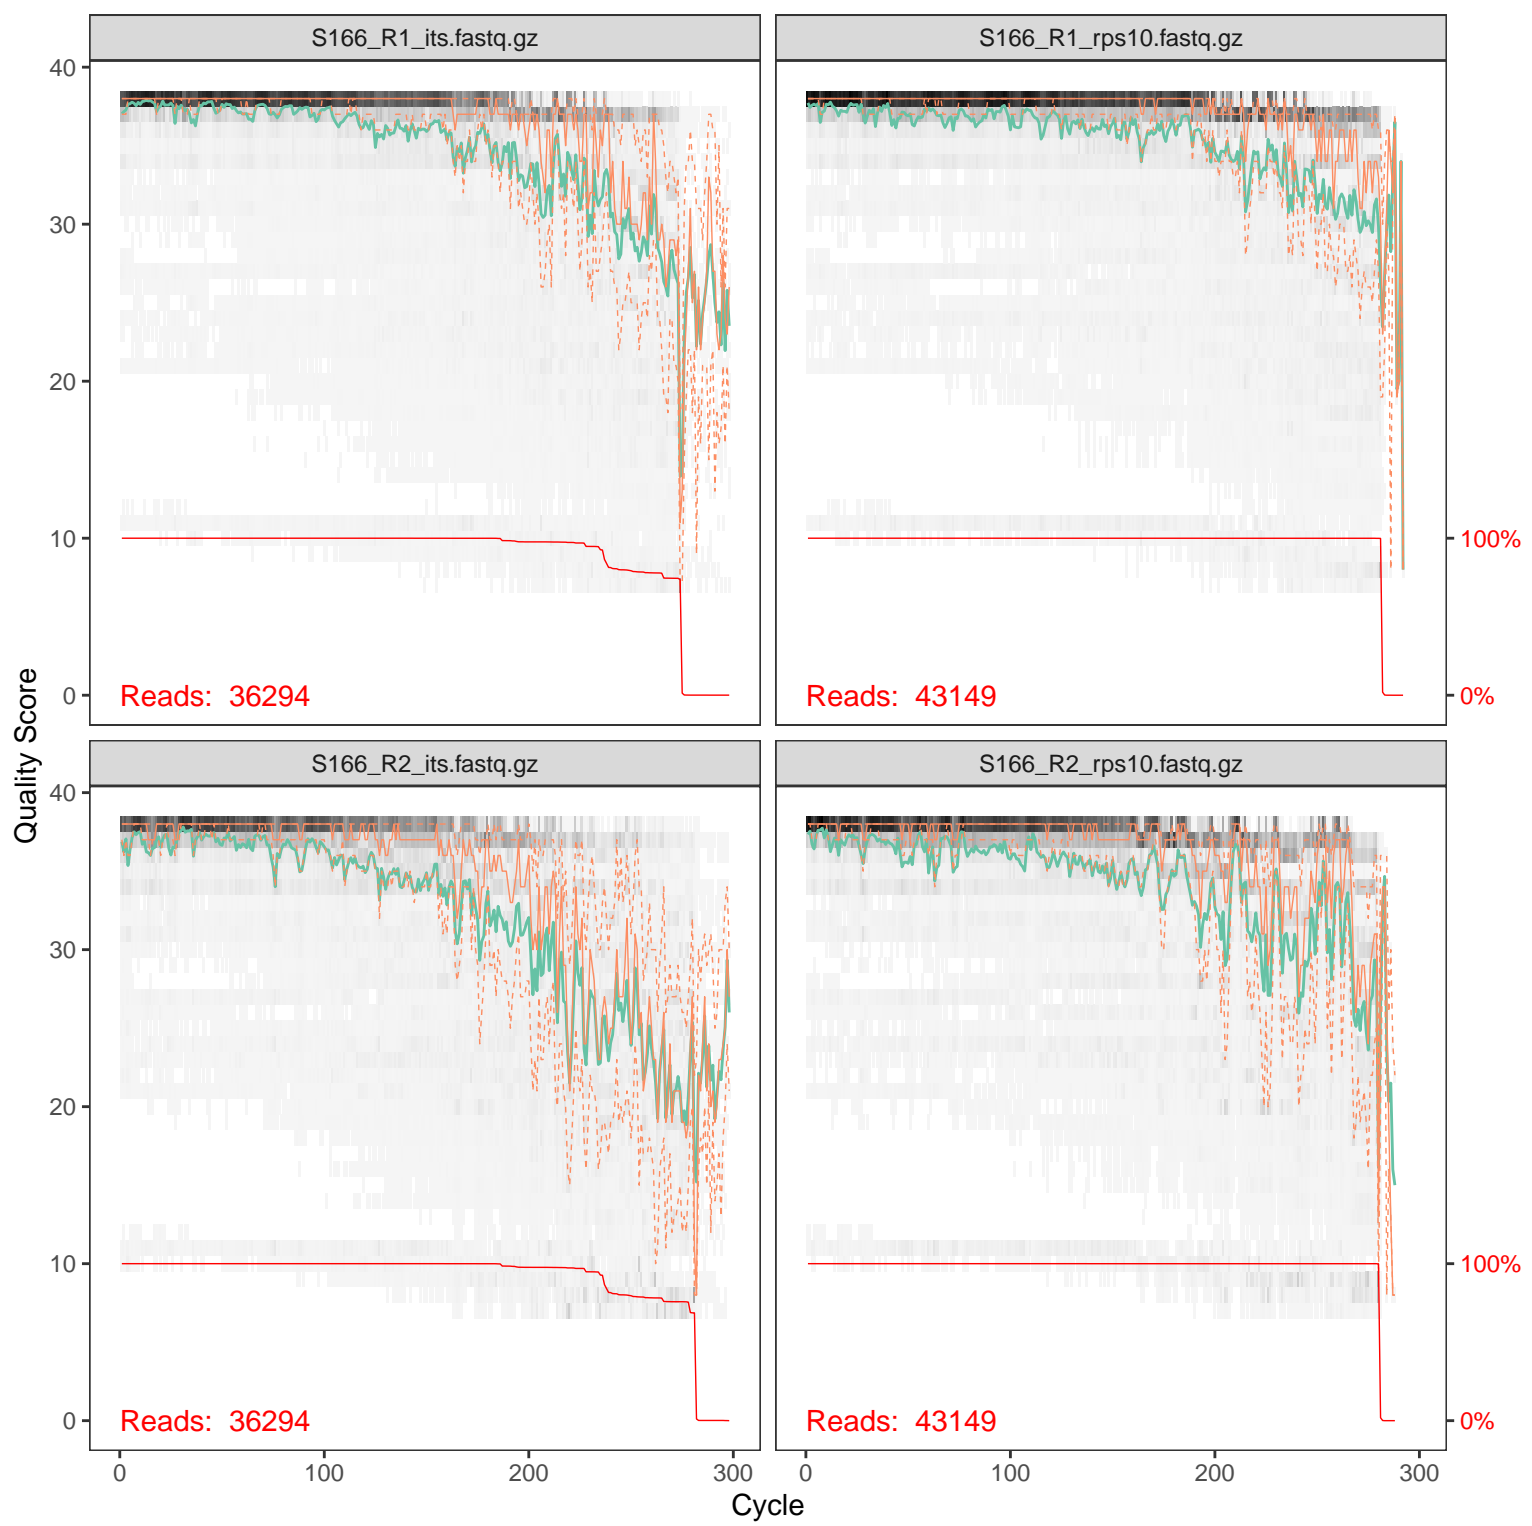 S166_R1_its.fastq.gz
S166_R1_rps10.fastq.gz
40
30
20
10
0
100%
0%
Reads: 36294
Reads: 43149
Quality Score
S166_R2_its.fastq.gz
S166_R2_rps10.fastq.gz
40
30
20
10
0
100%
0%
Reads: 36294
Reads: 43149
0 100 200 300
0 100 200 300
Cycle